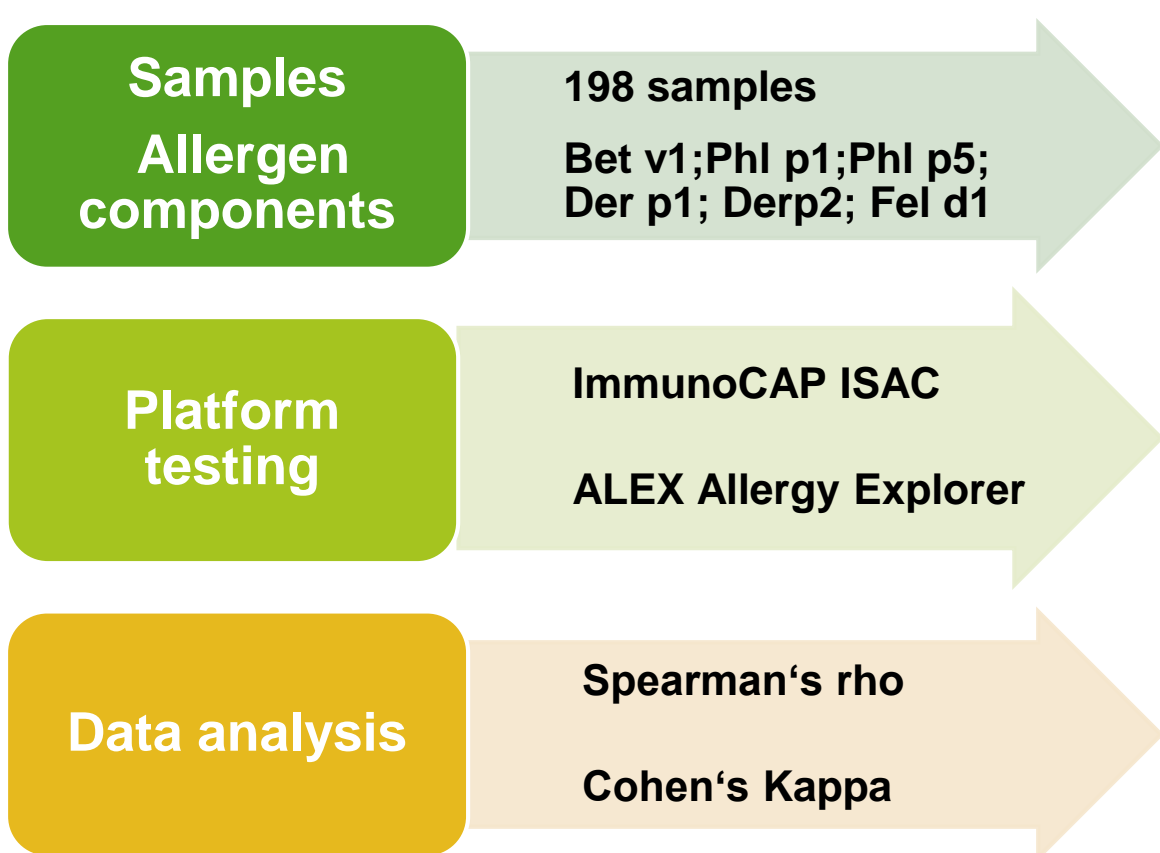 Samples
Allergen
components
198 samples
Bet v1;Phl p1;Phl p5;
Der p1; Derp2; Fel d1
Platform
testing
ImmunoCAP ISAC
ALEX Allergy Explorer
Data analysis
Spearman‘s rho
Cohen‘s Kappa